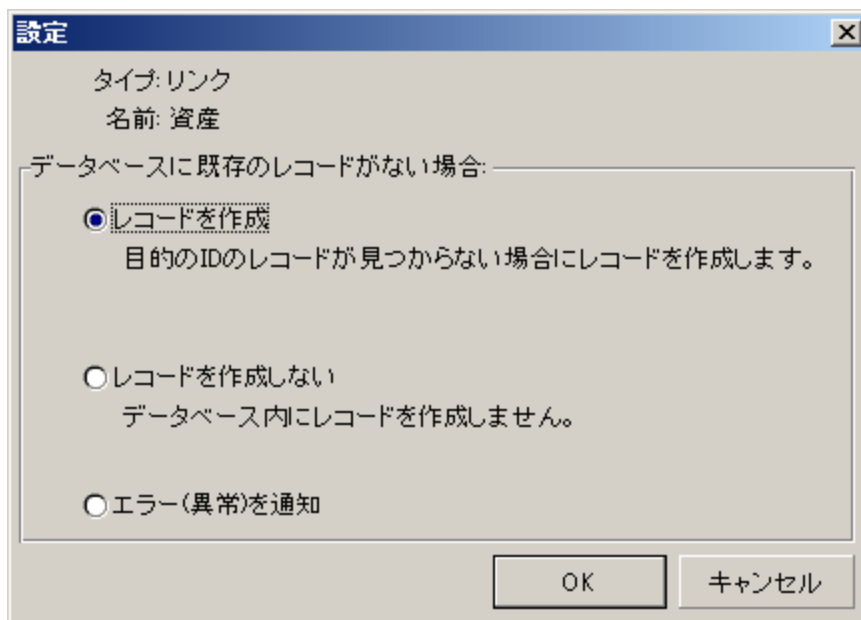 設定
タイプ: リンク
名前: 資産
データベースに既存のレコードがない場合:
レコードを作成
目的のIDのレコードが見つからない場合にレコードを作成します。
レコードを作成しない
データベース内にレコードを作成しません。
エラー(異常)を通知
OK
キャンセル